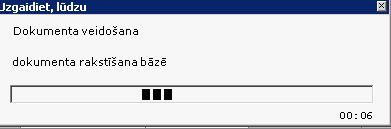 Uzgaidiet, lūdzu
Dokumenta veidošana
dokumenta rakstīšana bāzē
00:06